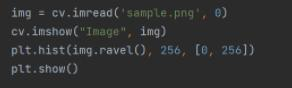 img = cv.imread('sample.png', 0)
cv.imshow("Image", img)
plt.hist(img.ravel(), 256, [0, 256])
plt.show()